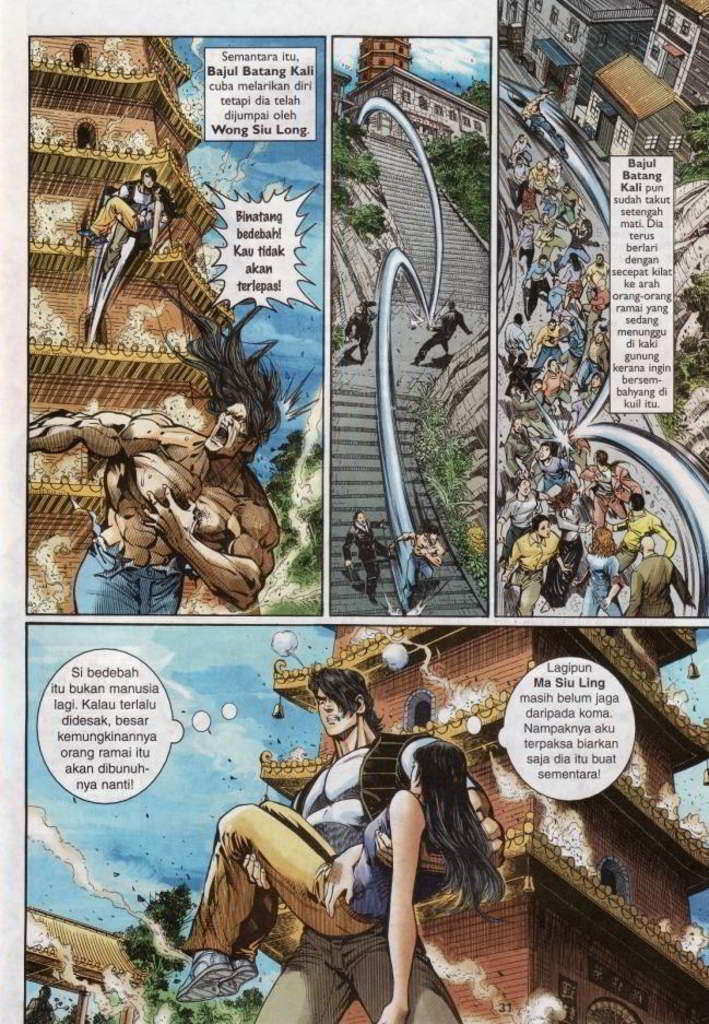 Semantara itu,
Bajul Batang Kali
cuba melarikan diri
tetapi dia telah
dijumpai oleh
Wong Siu Long.
Binatang
bedebah!
Kau tidak
akan
terlepas!
Bajul
Batang
Kali pun
sudah takut
setengah
mati. Dia
terus
berlari
dengan
secepat kilat
ke arah
orang-orang
ramai yang
sedang
menunggu
di kaki
gunung
kerana ingin
bersem-
bahyang di
kuil itu.
Si bedebah
itu bukan manusia
lagi. Kalau terlalu
didesak, besar
kemungkinannya
orang ramai itu
akan dibunuh-
nya nanti!
Lagipun
Ma Siu Ling
masih belum jaga
daripada koma.
Nampaknya aku
terpaksa biarkan
saja dia itu buat
sementara!
31